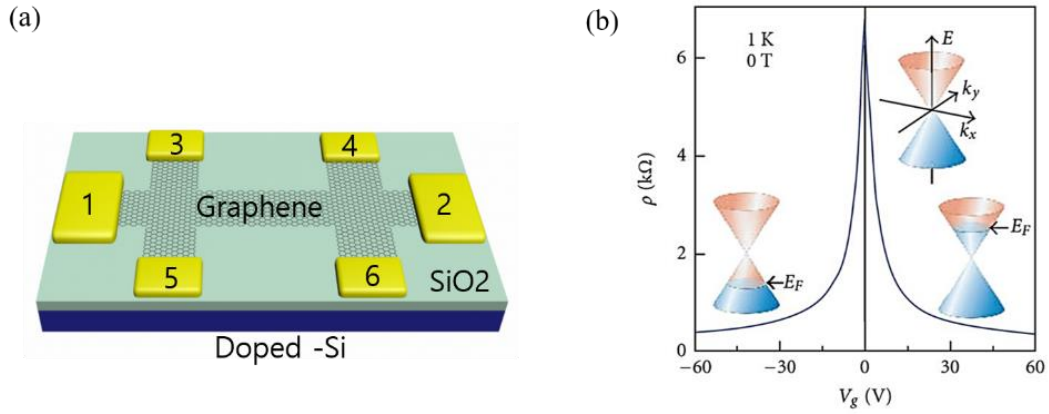 (a)
3
4
1
Graphene
2
5
6
SiO2
Doped -Si
(b)
6
4
2
0
ρ (kΩ)
1 K
0 T
E
k_y
k_x
E_F
E_F
−60
−30
0
30
60
V_g (V)